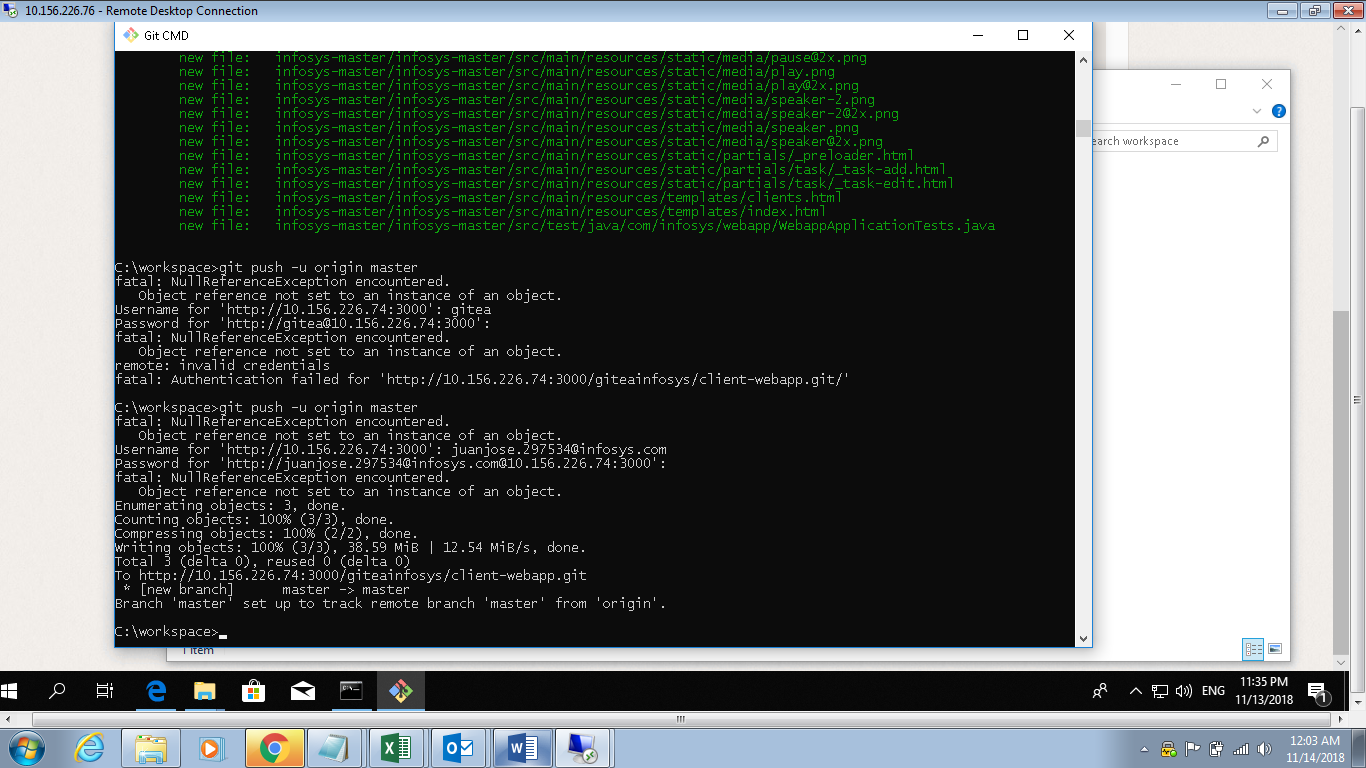 10.156.226.76 - Remote Desktop Connection
Git CMD
new file:   infosys-master/infosys-master/src/main/resources/static/media/pause@2x.png
new file:   infosys-master/infosys-master/src/main/resources/static/media/play.png
new file:   infosys-master/infosys-master/src/main/resources/static/media/play@2x.png
new file:   infosys-master/infosys-master/src/main/resources/static/media/speaker-2.png
new file:   infosys-master/infosys-master/src/main/resources/static/media/speaker-2@2x.png
new file:   infosys-master/infosys-master/src/main/resources/static/media/speaker.png
new file:   infosys-master/infosys-master/src/main/resources/static/media/speaker@2x.png
new file:   infosys-master/infosys-master/src/main/resources/static/partials/_preloader.html
new file:   infosys-master/infosys-master/src/main/resources/static/partials/task/_task-add.html
new file:   infosys-master/infosys-master/src/main/resources/static/partials/task/_task-edit.html
new file:   infosys-master/infosys-master/src/main/resources/templates/clients.html
new file:   infosys-master/infosys-master/src/main/resources/templates/index.html
new file:   infosys-master/infosys-master/src/test/java/com/infosys/webapp/WebappApplicationTests.java
earch workspace
C:\workspace>git push -u origin master
fatal: NullReferenceException encountered.
   Object reference not set to an instance of an object.
Username for 'http://10.156.226.74:3000': gitea
Password for 'http://gitea@10.156.226.74:3000':
fatal: NullReferenceException encountered.
   Object reference not set to an instance of an object.
remote: invalid credentials
fatal: Authentication failed for 'http://10.156.226.74:3000/giteainfosys/client-webapp.git/'
C:\workspace>git push -u origin master
fatal: NullReferenceException encountered.
   Object reference not set to an instance of an object.
Username for 'http://10.156.226.74:3000': juanjose.297534@infosys.com
Password for 'http://juanjose.297534@infosys.com@10.156.226.74:3000':
fatal: NullReferenceException encountered.
   Object reference not set to an instance of an object.
Enumerating objects: 3, done.
Counting objects: 100% (3/3), done.
Compressing objects: 100% (2/2), done.
Writing objects: 100% (3/3), 38.59 MiB | 12.54 MiB/s, done.
Total 3 (delta 0), reused 0 (delta 0)
To http://10.156.226.74:3000/giteainfosys/client-webapp.git
 * [new branch]      master -> master
Branch 'master' set up to track remote branch 'master' from 'origin'.
C:\workspace>
1 item
ENG
11:35 PM
11/13/2018
1
12:03 AM
11/14/2018